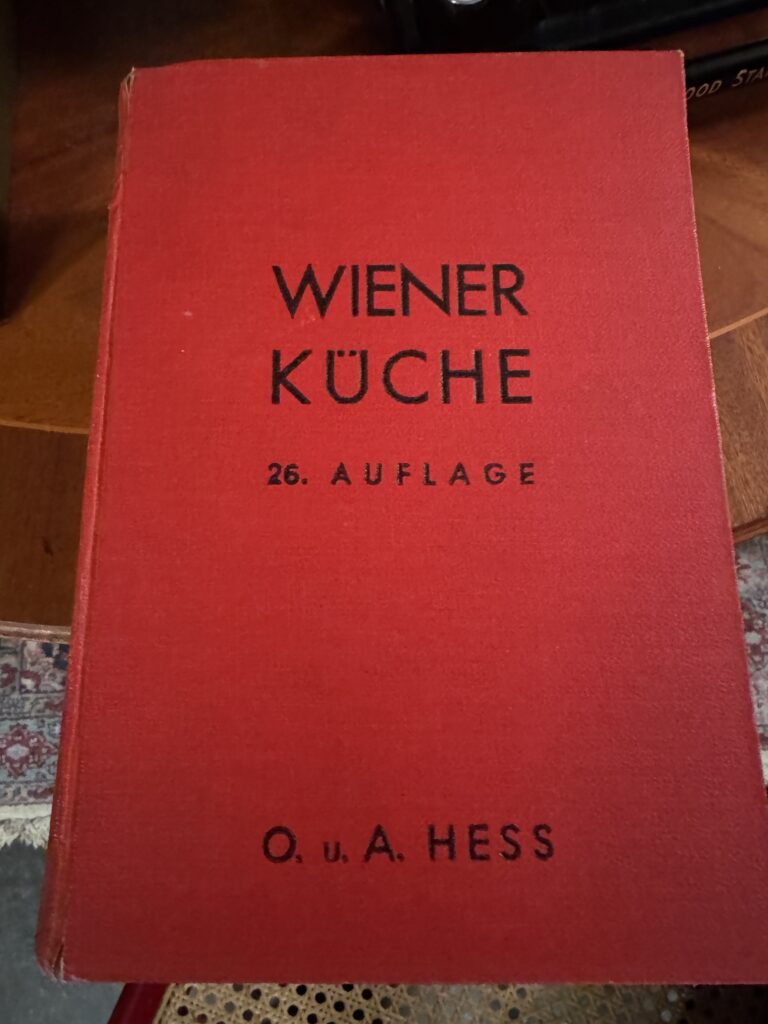 WIENER
KÜCHE
26. AUFLAGE
O. u. A. HESS